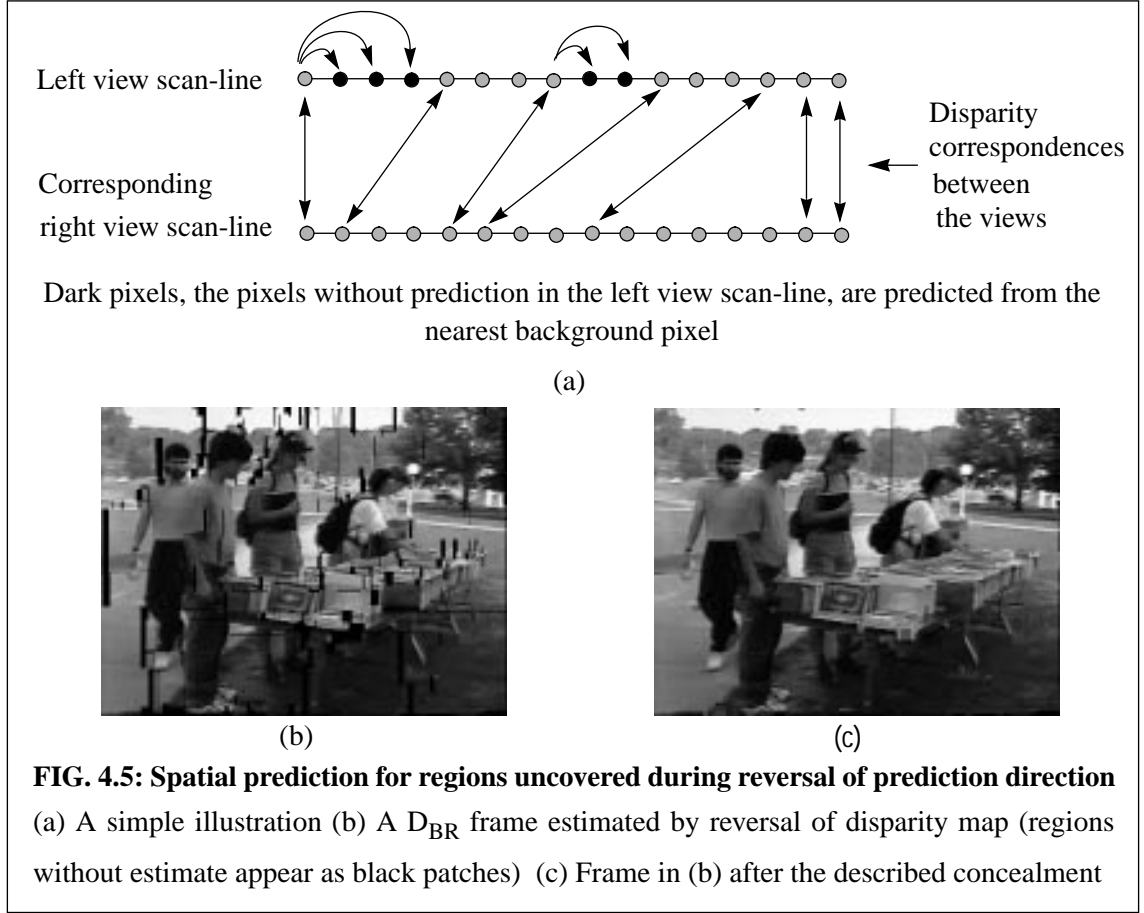 Left view scan-line
Disparity
correspondences
between
the views
Corresponding
right view scan-line
Dark pixels, the pixels without prediction in the left view scan-line, are predicted from the
nearest background pixel
(a)
(b)
(c)
FIG. 4.5: Spatial prediction for regions uncovered during reversal of prediction direction
(a) A simple illustration (b) A DBR frame estimated by reversal of disparity map (regions
without estimate appear as black patches) (c) Frame in (b) after the described concealment